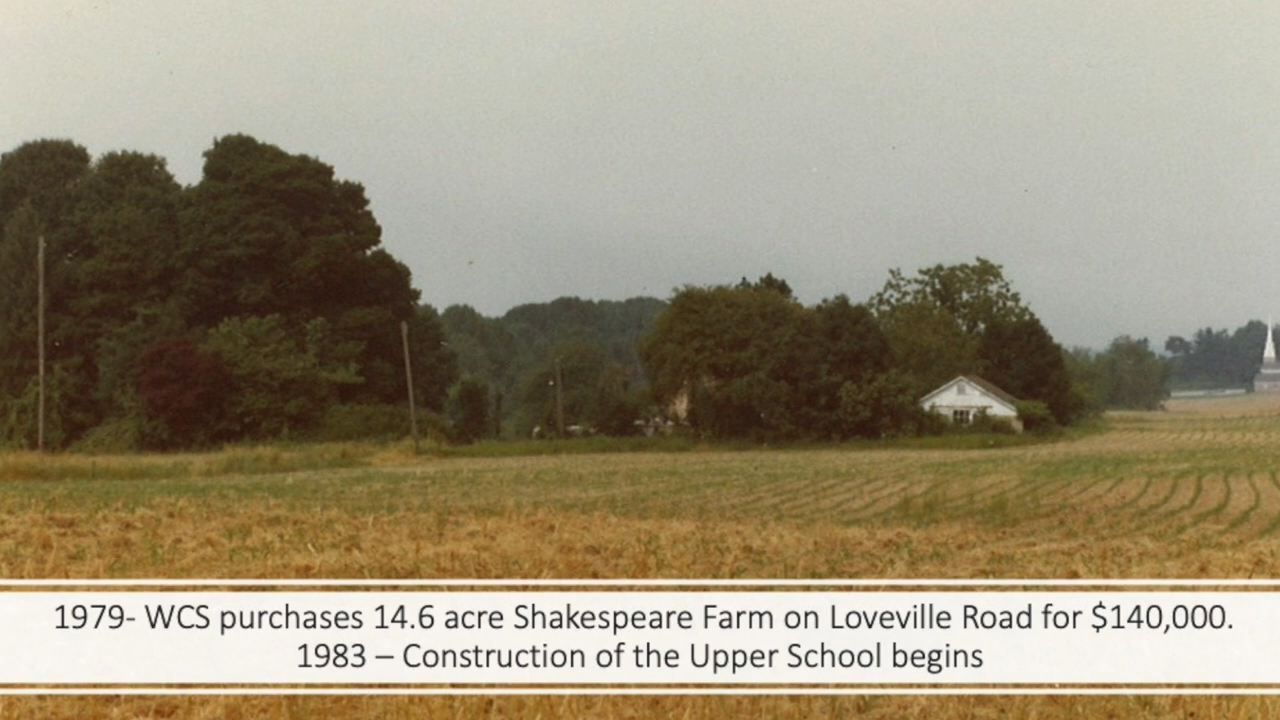 1979- WCS purchases 14.6 acre Shakespeare Farm on Loveville Road for $140,000.
1983 – Construction of the Upper School begins